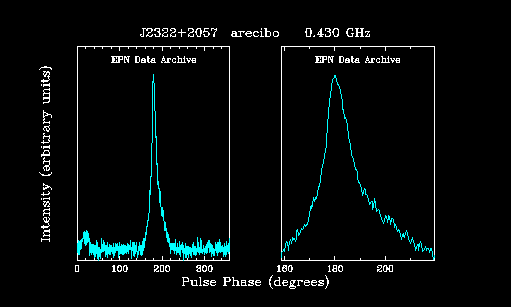 J2322+2057 arecibo 0.430 GHz
EPN Data Archive EPN Data Archive
Intensity (arbitrary units)
0 100 200 300 160 180 200
Pulse Phase (degrees)